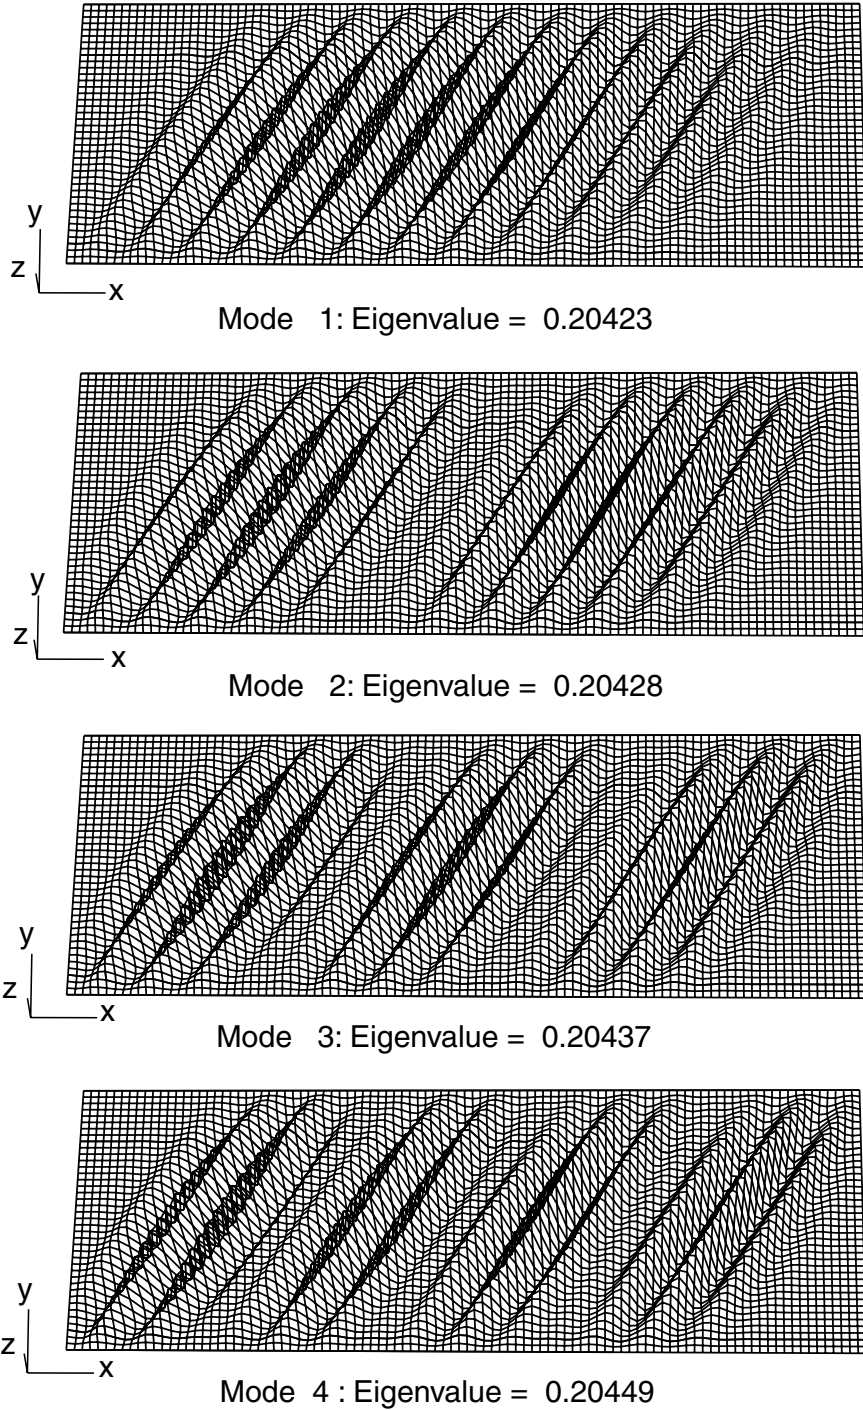 y
z
x
Mode 1: Eigenvalue = 0.20423
y
z
x
Mode 2: Eigenvalue = 0.20428
y
z
x
Mode 3: Eigenvalue = 0.20437
y
z
x
Mode 4 : Eigenvalue = 0.20449